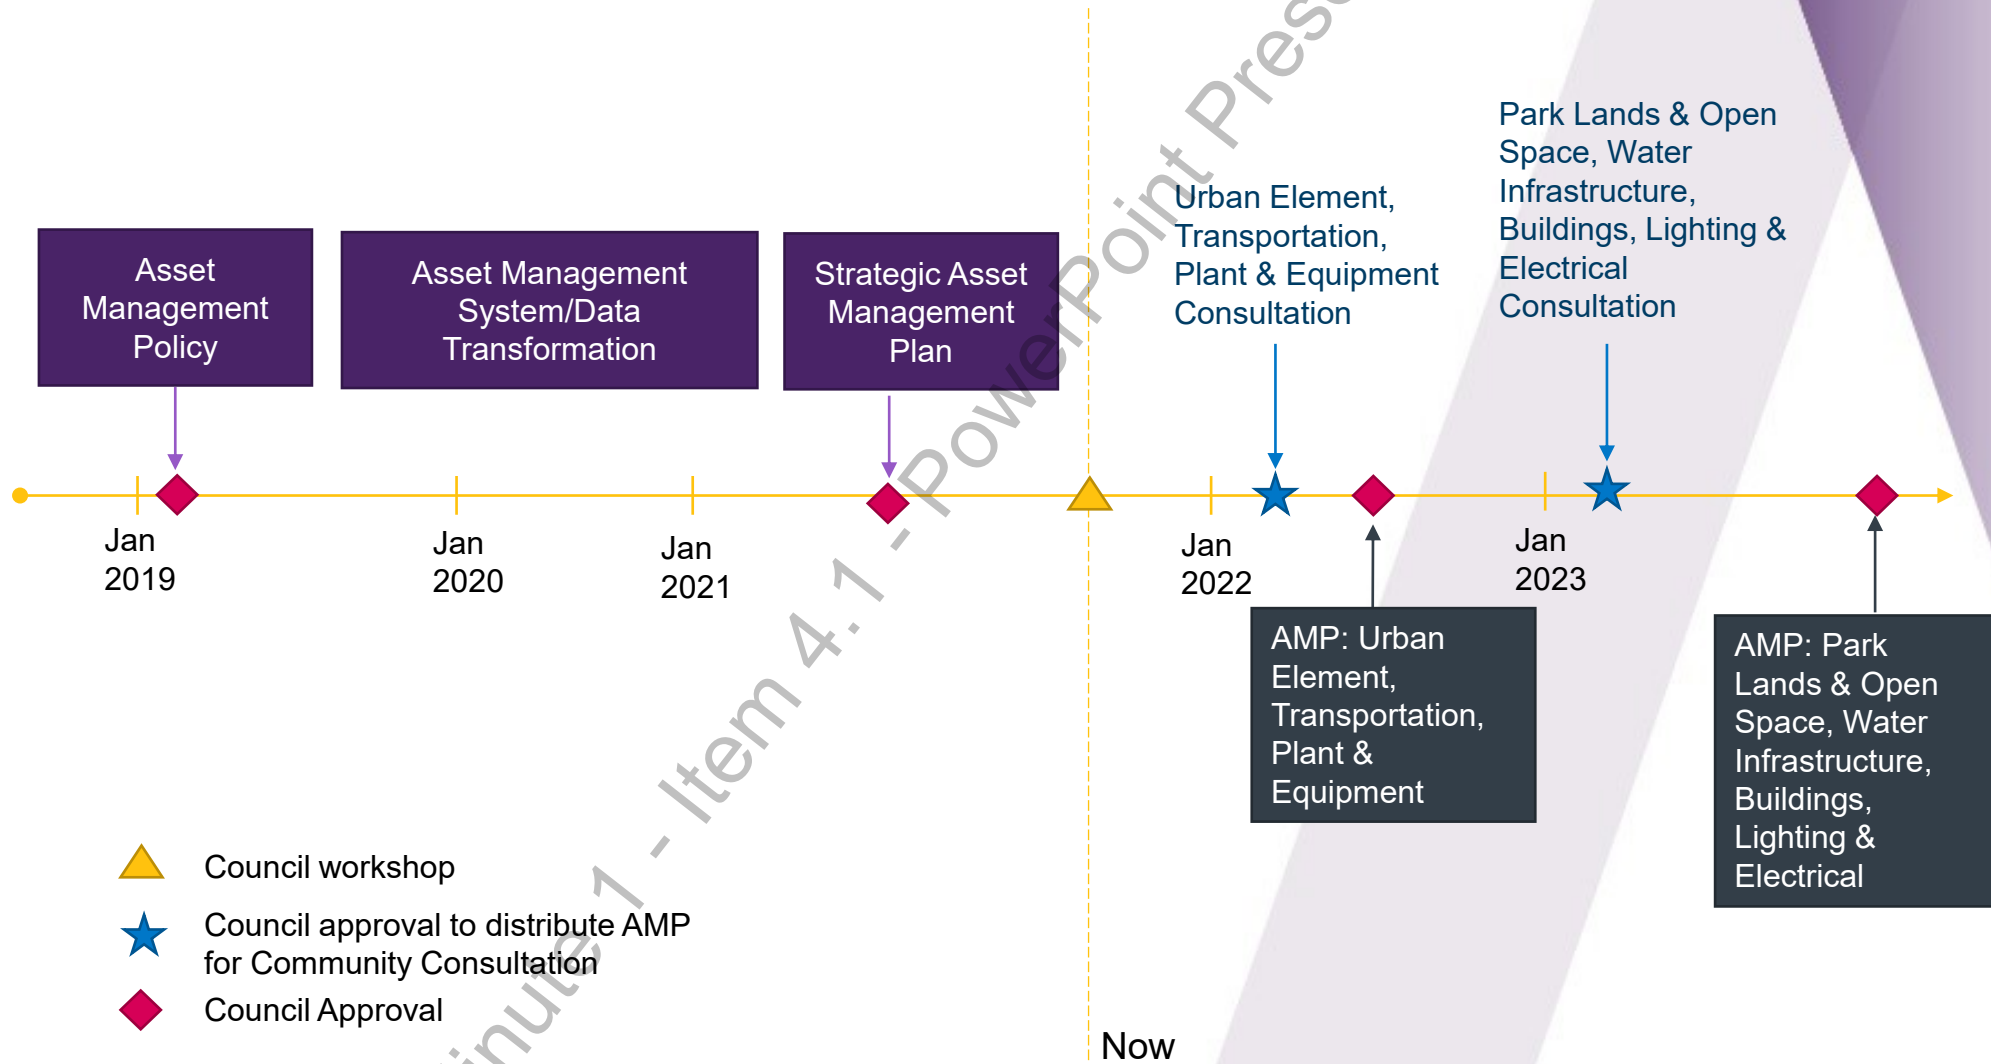 Asset
Management
Policy
Asset Management
System/Data
Transformation
Strategic Asset
Management
Plan
Urban Element,
Transportation,
Plant & Equipment
Consultation
Park Lands & Open
Space, Water
Infrastructure,
Buildings, Lighting &
Electrical
Consultation
Jan
2019
Jan
2020
Jan
2021
Jan
2022
Jan
2023
AMP: Urban
Element,
Transportation,
Plant &
Equipment
AMP: Park
Lands & Open
Space, Water
Infrastructure,
Buildings,
Lighting &
Electrical
Council workshop
Council approval to distribute AMP
for Community Consultation
Council Approval
Now
1 - Item 4.1 - PowerPoint